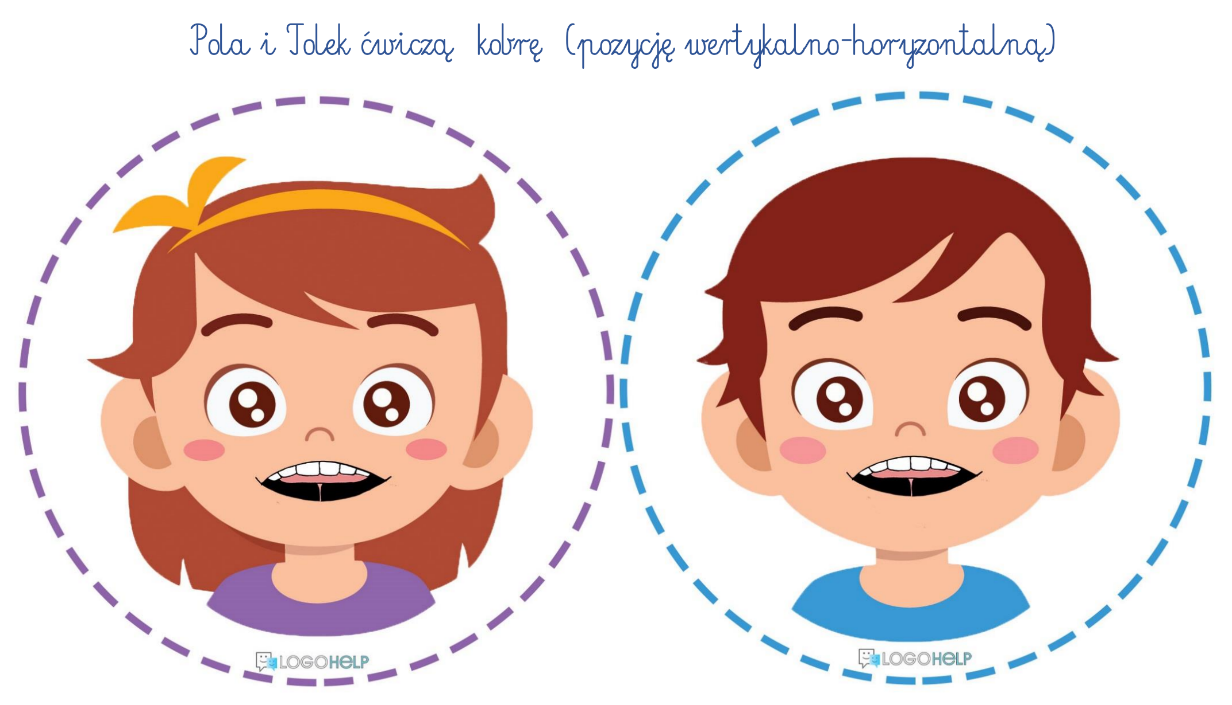 Pola i Tolek ćwiczą kobrę (pozycję wertykalno-horyzontalną)
LOGOHELP
LOGOHELP